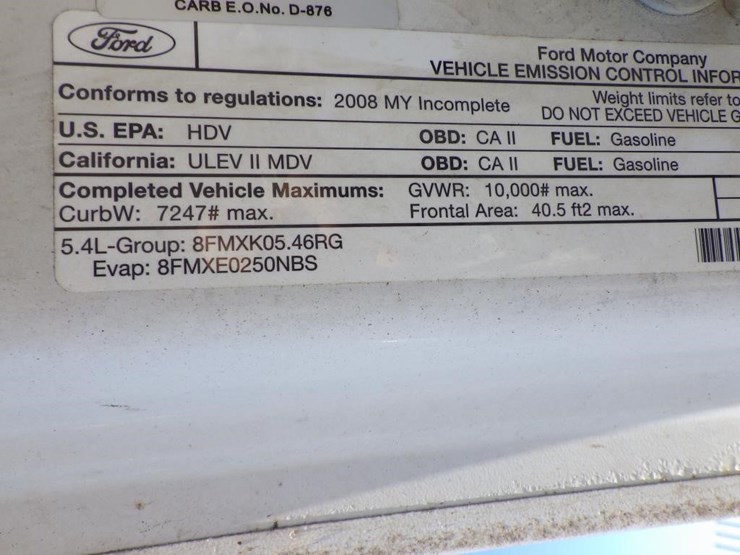 CARB E.O.No. D-876
Ford
Ford Motor Company
VEHICLE EMISSION CONTROL INFOR
Conforms to regulations: 2008 MY Incomplete
Weight limits refer to
DO NOT EXCEED VEHICLE G
U.S. EPA: HDV OBD: CA II FUEL: Gasoline
California: ULEV II MDV OBD: CA II FUEL: Gasoline
Completed Vehicle Maximums: GVWR: 10,000# max.
CurbW: 7247# max. Frontal Area: 40.5 ft2 max.
5.4L-Group: 8FMXK05.46RG
Evap: 8FMXE0250NBS